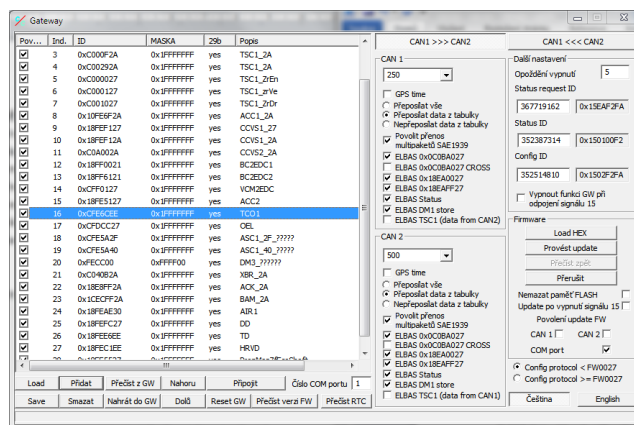 Gateway
Pov... Ind. ID MASKA 29b Popis
3 0xC000F2A 0x1FFFFFFF yes TSC1_2A
4 0xC00292A 0x1FFFFFFF yes TSC1_2A
5 0xC000027 0x1FFFFFFF yes TSC1_ZrEn
6 0xC000127 0x1FFFFFFF yes TSC1_zrVe
7 0xC001027 0x1FFFFFFF yes TSC1_ZrDr
8 0x10FE6F2A 0x1FFFFFFF yes ACC1_2A
9 0x18FEF127 0x1FFFFFFF yes CCVS1_27
10 0x18FEF12A 0x1FFFFFFF yes CCVS1_2A
11 0xC0A002A 0x1FFFFFFF yes CCVS2_2A
12 0x18FF0021 0x1FFFFFFF yes BC2EDC1
13 0x18FF6121 0x1FFFFFFF yes BC2EDC2
14 0xCFF0127 0x1FFFFFFF yes VCM2EDC
15 0x18FE5127 0x1FFFFFFF yes ACC2
16 0xCFE6CEE 0x1FFFFFFF yes TCO1
17 0xCFDCC27 0x1FFFFFFF yes OEL
18 0xCFE5A2F 0x1FFFFFFF yes ASC1_2F_?????
19 0xCFE5A40 0x1FFFFFFF yes ASC1_40_?????
20 0xFECC00 0xFFFF00 yes DM3_??????
21 0xC040B2A 0x1FFFFFFF yes XBR_2A
22 0x18E8FF2A 0x1FFFFFFF yes ACK_2A
23 0x1CECFF2A 0x1FFFFFFF yes BAM_2A
24 0x18FEAE30 0x1FFFFFFF yes AIR1
25 0x18FEFC27 0x1FFFFFFF yes DD
26 0x18FEE6EE 0x1FFFFFFF yes TD
27 0x18FEC1EE 0x1FFFFFFF yes HRVD
Load Přidat Přečíst z GW Nahoru Připojit Číslo COM portu 1
Save Smazat Nahrát do GW Dolů Reset GW Přečíst verzi FW Přečíst RTC
CAN1 >>> CAN2
CAN 1
250
GPS time
Přeposílat vše
Přeposílat data z tabulky
Nepřeposílat data z tabulky
Povolit přenos
multipaketů SAE1939
ELBAS 0x0C0BA027
ELBAS 0x0C0BA027 CROSS
ELBAS 0x18EA0027
ELBAS 0x18EAFF27
ELBAS Status
ELBAS DM1 store
ELBAS TSC1 (data from CAN2)
CAN 2
500
GPS time
Přeposílat vše
Přeposílat data z tabulky
Nepřeposílat data z tabulky
Povolit přenos
multipaketů SAE1939
ELBAS 0x0C0BA027
ELBAS 0x0C0BA027 CROSS
ELBAS 0x18EA0027
ELBAS 0x18EAFF27
ELBAS Status
ELBAS DM1 store
ELBAS TSC1 (data from CAN1)
CAN1 <<< CAN2
Další nastavení
Opoždění vypnutí 5
Status request ID
367719162 0x15EAF2FA
Status ID
352387314 0x150100F2
Config ID
352514810 0x1502F2FA
Vypnout funkci GW při
odpojení signálu 15
Firmware
Load HEX
Provést update
Přečíst zpět
Přerušit
Nemazat paměť FLASH
Update po vypnutí signálu 15
Povolení update FW
CAN 1 CAN 2
COM port
Config protocol < FW0027
Config protocol >= FW0027
Čeština English